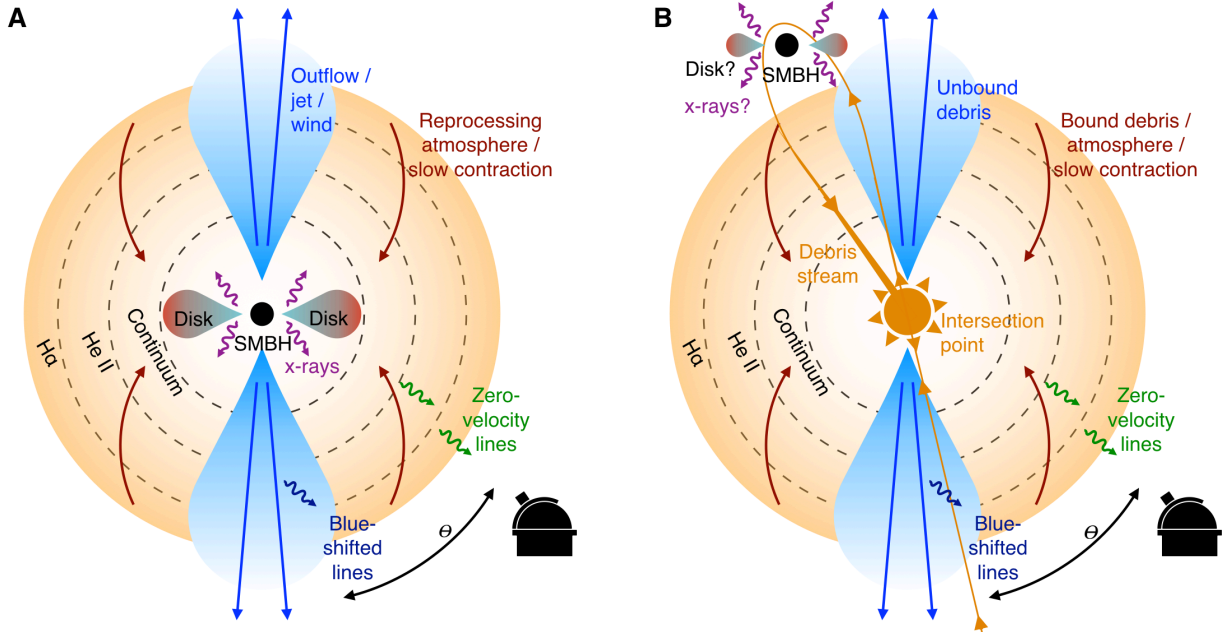 A
Outflow /
jet /
wind
Reprocessing
atmosphere /
slow contraction
Disk
Disk
SMBH
x-rays
Continuum
He II
Hα
Zero-
velocity
lines
Blue-
shifted
lines
θ
B
Disk?
SMBH
x-rays?
Unbound
debris
Bound debris /
atmosphere /
slow contraction
Debris
stream
Intersection
point
Continuum
He II
Hα
Zero-
velocity
lines
Blue-
shifted
lines
θ